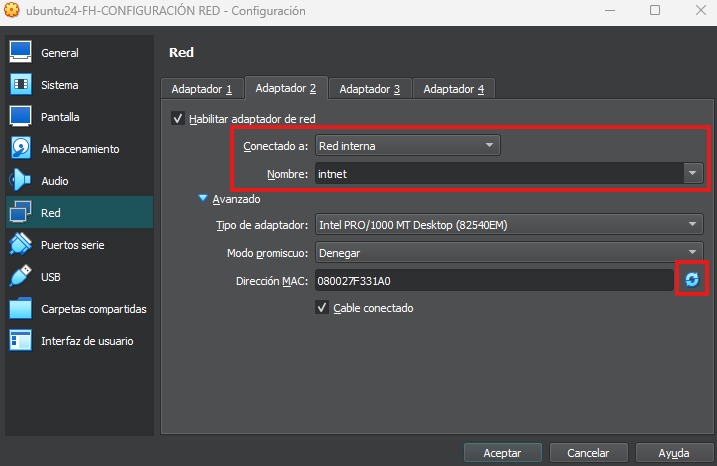 ubuntu24-FH-CONFIGURACIÓN RED - Configuración
General
Sistema
Pantalla
Almacenamiento
Audio
Red
Puertos serie
USB
Carpetas compartidas
Interfaz de usuario
Red
Adaptador 1 Adaptador 2 Adaptador 3 Adaptador 4
Habilitar adaptador de red
Conectado a: Red interna
Nombre: intnet
Avanzado
Tipo de adaptador: Intel PRO/1000 MT Desktop (82540EM)
Modo promiscuo: Denegar
Dirección MAC: 080027F331A0
Cable conectado
Aceptar Cancelar Ayuda